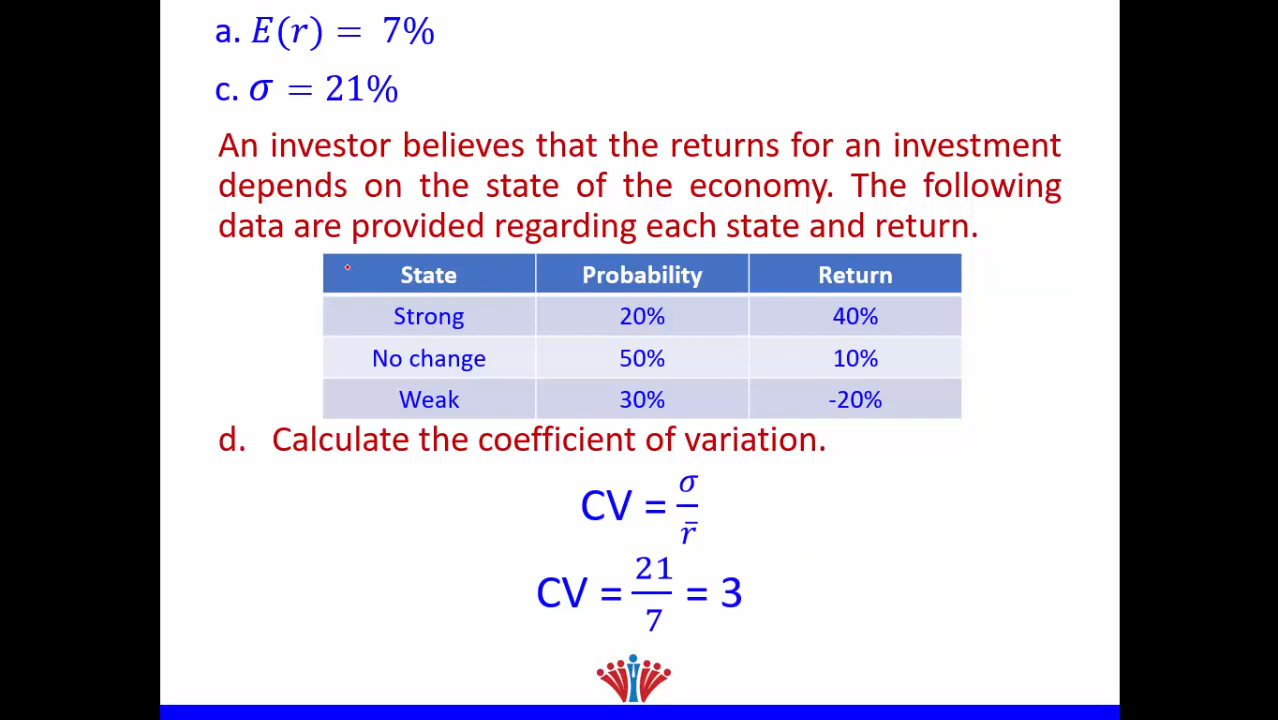 a. E(r) = 7%
c. σ = 21%
An investor believes that the returns for an investment
depends on the state of the economy. The following
data are provided regarding each state and return.
State Probability Return
Strong 20% 40%
No change 50% 10%
Weak 30% -20%
d. Calculate the coefficient of variation.
CV = σ/r̄
CV = 21/7 = 3